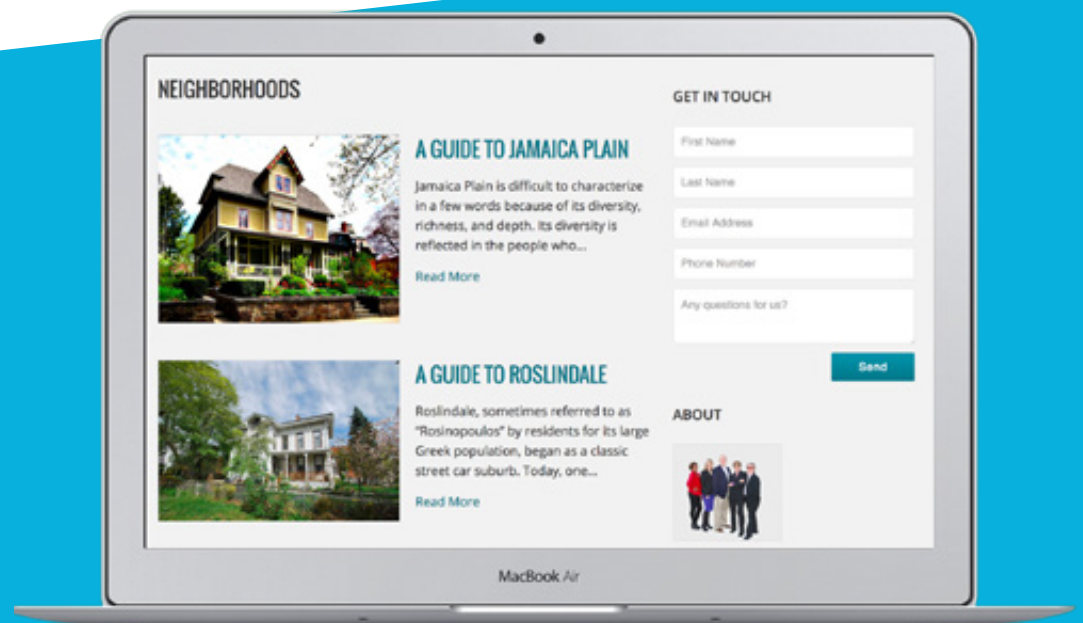 NEIGHBORHOODS
A GUIDE TO JAMAICA PLAIN
Jamaica Plain is difficult to characterize
in a few words because of its diversity,
richness, and depth. Its diversity is
reflected in the people who...
Read More
A GUIDE TO ROSLINDALE
Roslindale, sometimes referred to as
"Rosinopoulos" by residents for its large
Greek population, began as a classic
street car suburb. Today, one...
Read More
GET IN TOUCH
First Name
Last Name
Email Address
Phone Number
Any questions for us?
Send
ABOUT
MacBook Air